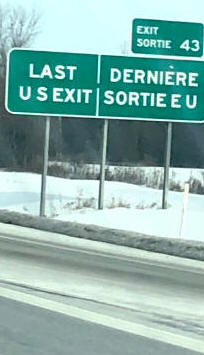 EXIT
SORTIE 43
LAST
U S EXIT
DERNIÈRE
SORTIE E U